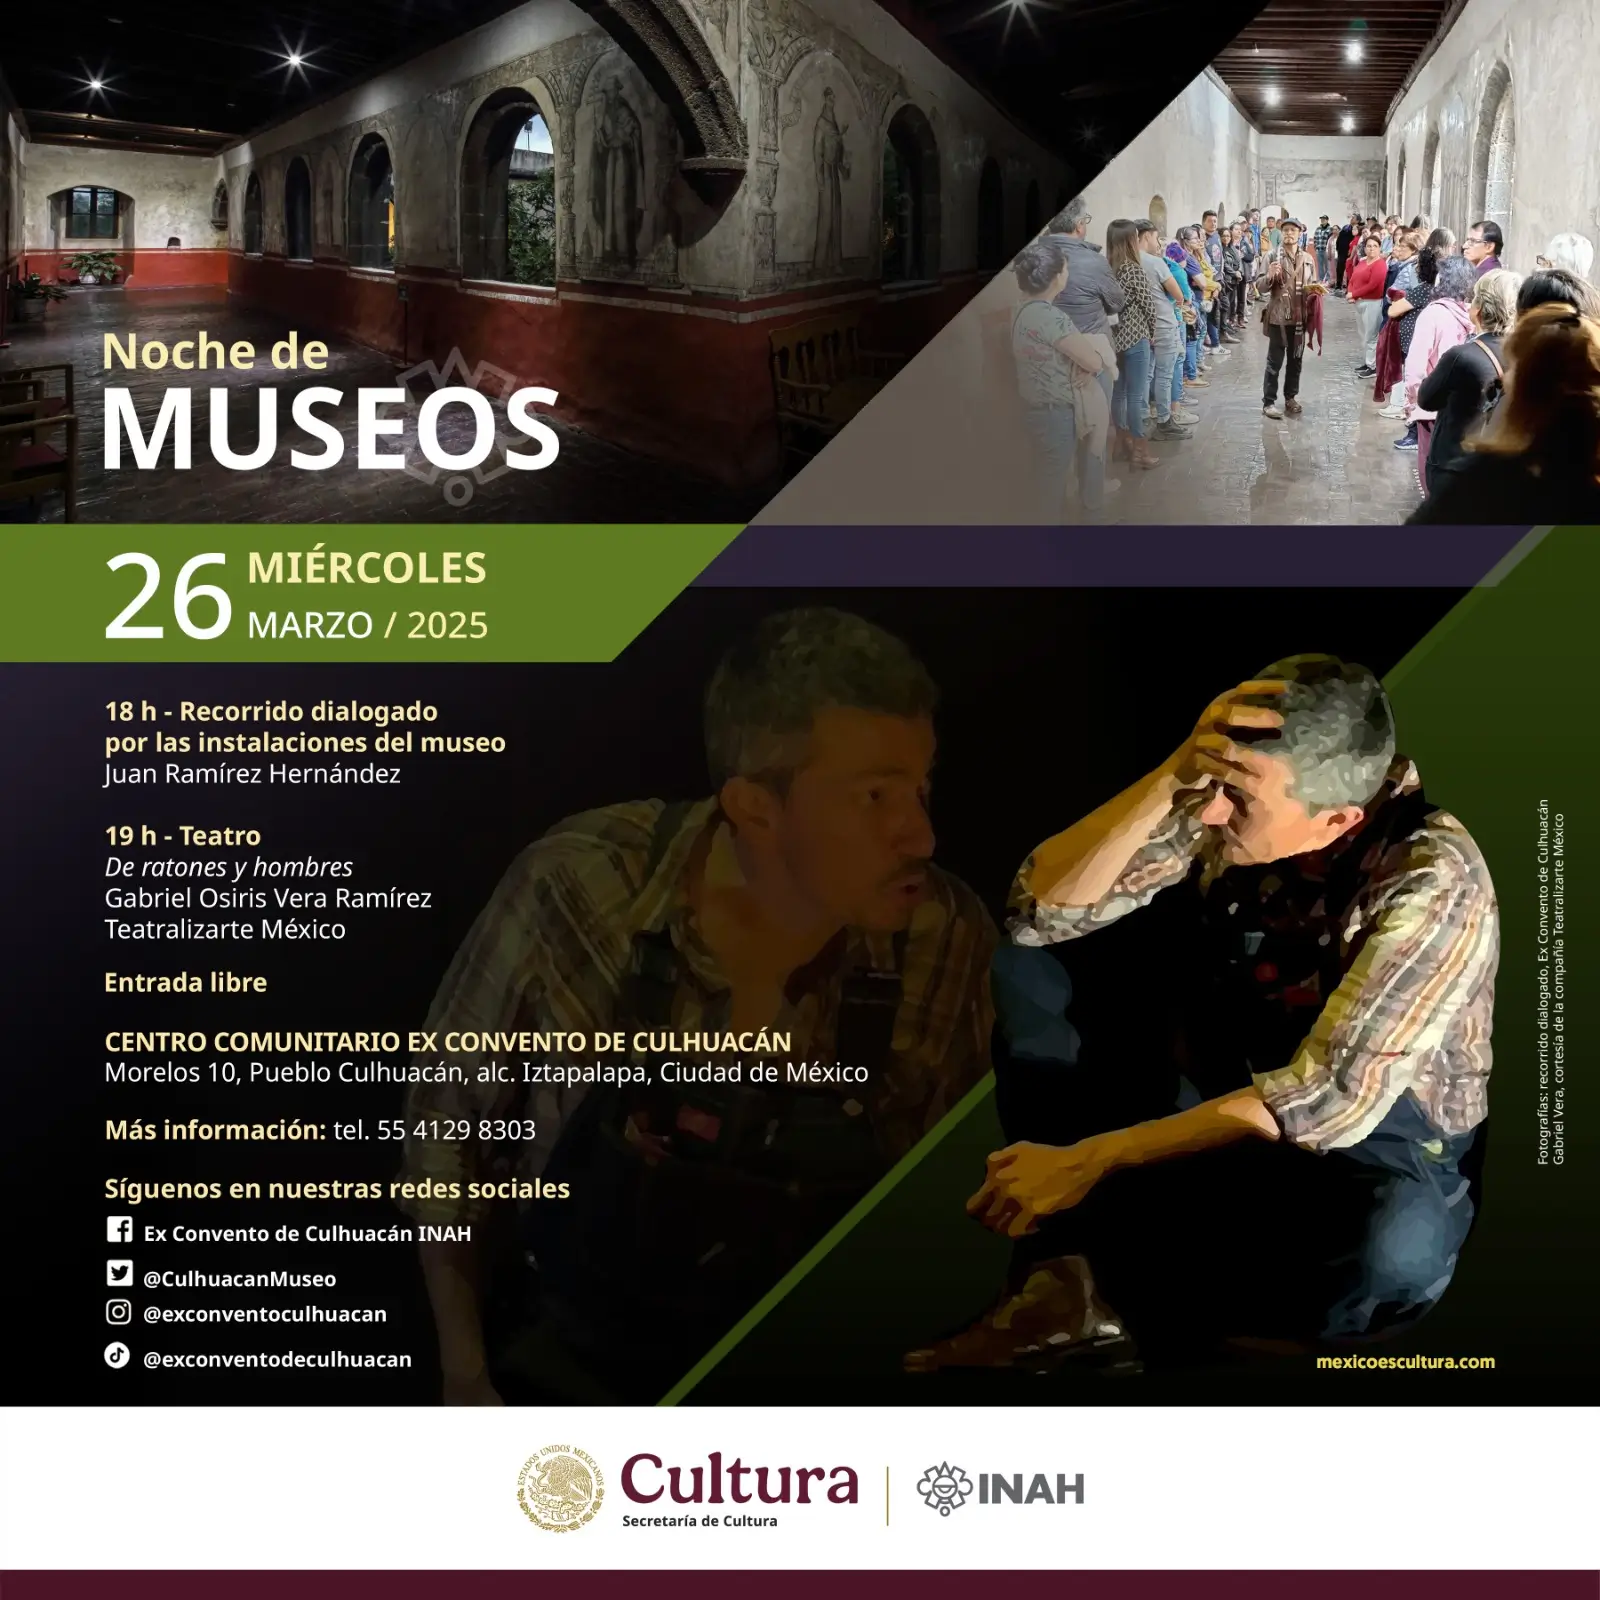 Noche de
MUSEOS
26 MIÉRCOLES
MARZO / 2025
18 h - Recorrido dialogado
por las instalaciones del museo
Juan Ramírez Hernández
19 h - Teatro
De ratones y hombres
Gabriel Osiris Vera Ramírez
Teatralizarte México
Entrada libre
CENTRO COMUNITARIO EX CONVENTO DE CULHUACÁN
Morelos 10, Pueblo Culhuacán, alc. Iztapalapa, Ciudad de México
Más información: tel. 55 4129 8303
Síguenos en nuestras redes sociales
Ex Convento de Culhuacán INAH
@CulhuacanMuseo
@exconventoculhuacan
@exconventodeculhuacan
Fotografías: recorrido dialogado, Ex Convento de Culhuacán
Gabriel Vera, cortesía de la compañía Teatralizarte México
mexicoescultura.com
ESTADOS UNIDOS MEXICANOS
Cultura
Secretaría de Cultura
INAH